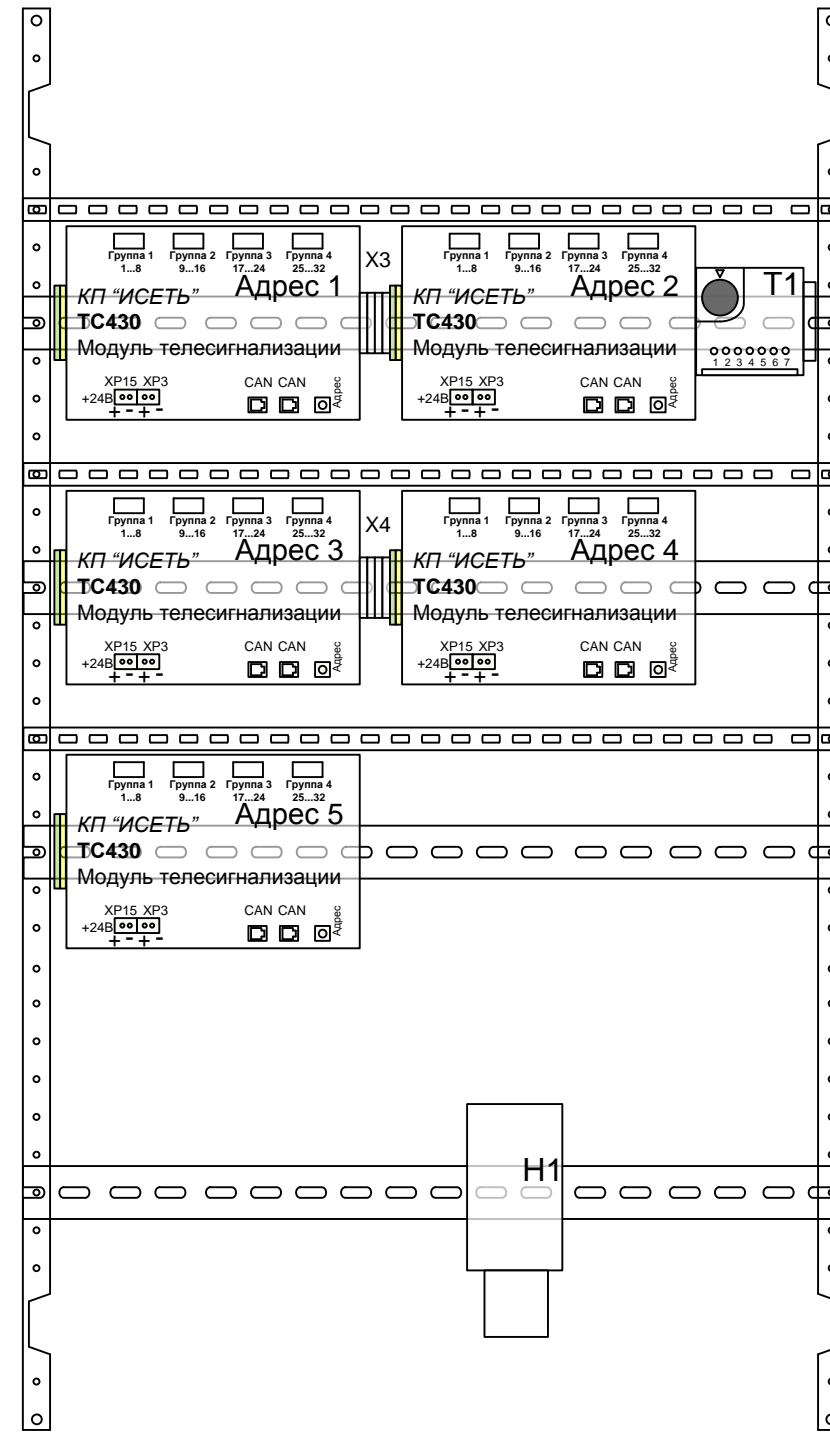 Группа 1 Группа 2 Группа 3 Группа 4
1...8 9...16 17...24 25...32
Адрес 1
КП “ИСЕТЬ”
ТС430
Модуль телесигнализации
XP15 XP3 CAN CAN Адрес
+24В
+ - + -
X3
Группа 1 Группа 2 Группа 3 Группа 4
1...8 9...16 17...24 25...32
Адрес 2
КП “ИСЕТЬ”
ТС430
Модуль телесигнализации
XP15 XP3 CAN CAN Адрес
+24В
+ - + -
T1
1 2 3 4 5 6 7
Группа 1 Группа 2 Группа 3 Группа 4
1...8 9...16 17...24 25...32
Адрес 3
КП “ИСЕТЬ”
ТС430
Модуль телесигнализации
XP15 XP3 CAN CAN Адрес
+24В
+ - + -
X4
Группа 1 Группа 2 Группа 3 Группа 4
1...8 9...16 17...24 25...32
Адрес 4
КП “ИСЕТЬ”
ТС430
Модуль телесигнализации
XP15 XP3 CAN CAN Адрес
+24В
+ - + -
Группа 1 Группа 2 Группа 3 Группа 4
1...8 9...16 17...24 25...32
Адрес 5
КП “ИСЕТЬ”
ТС430
Модуль телесигнализации
XP15 XP3 CAN CAN Адрес
+24В
+ - + -
H1